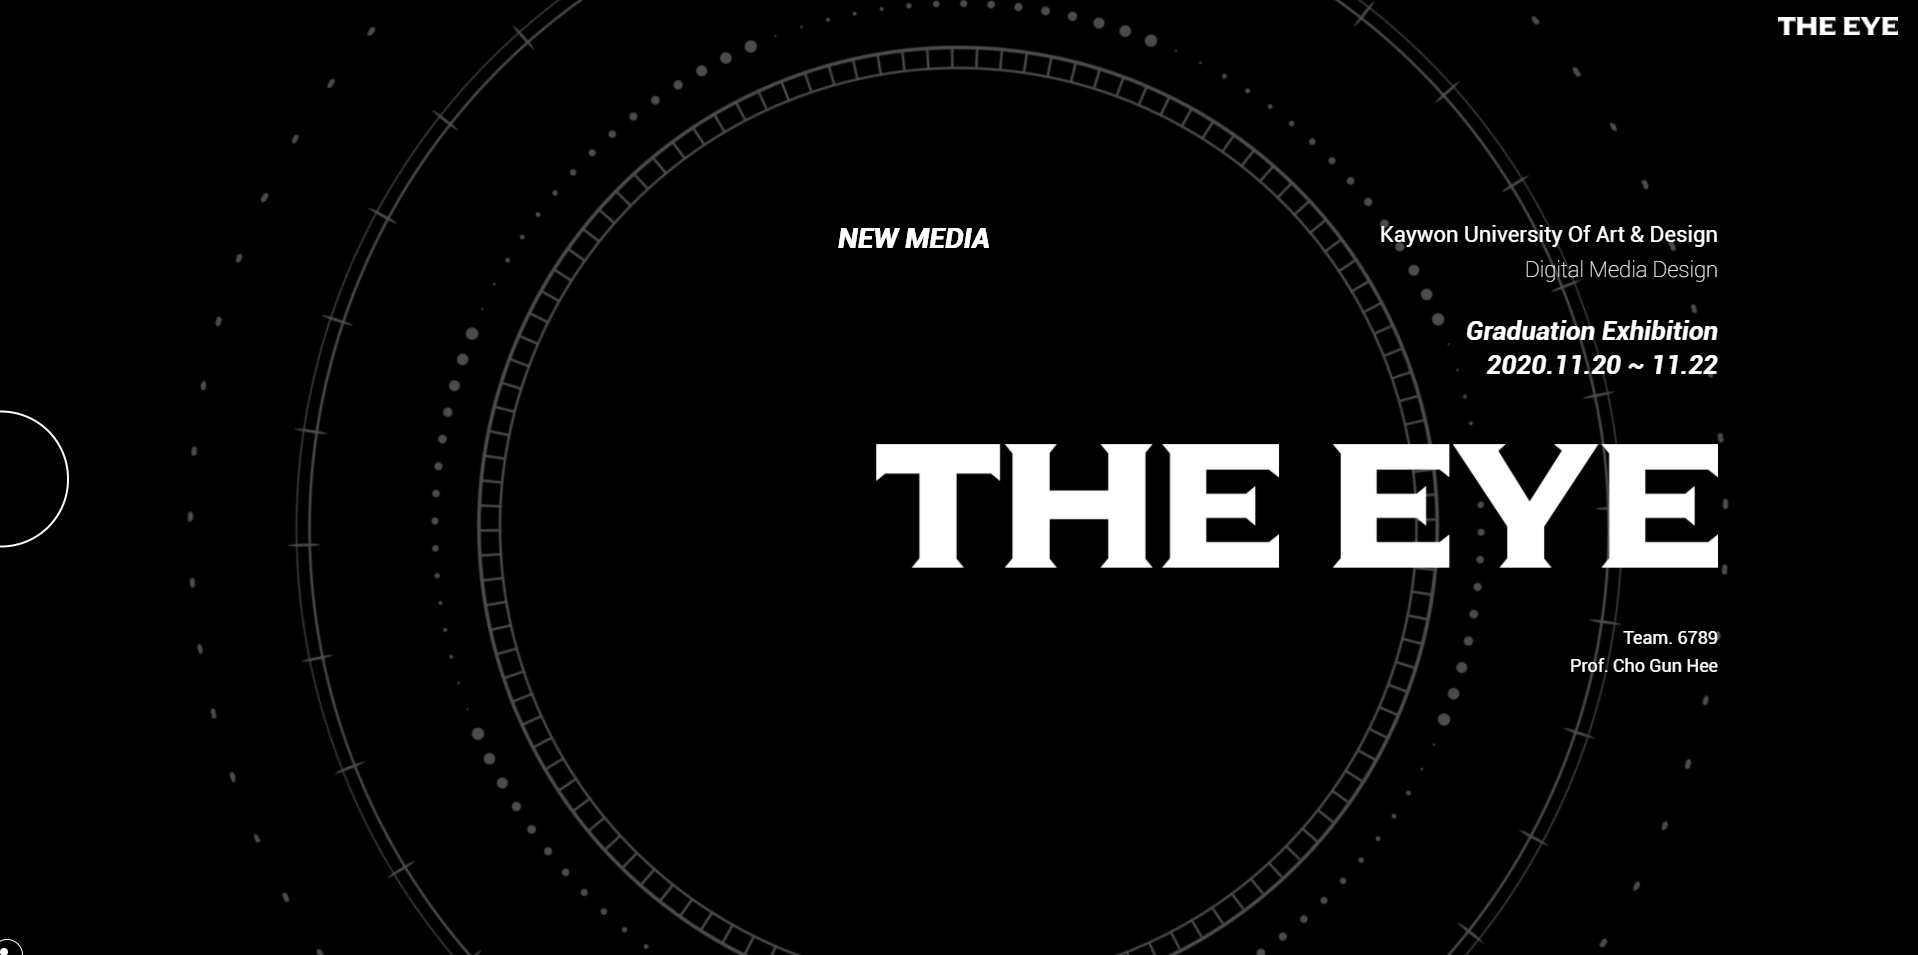 THE EYE
NEW MEDIA
Kaywon University Of Art & Design
Digital Media Design
Graduation Exhibition
2020.11.20 ~ 11.22
THE EYE
Team. 6789
Prof. Cho Gun Hee